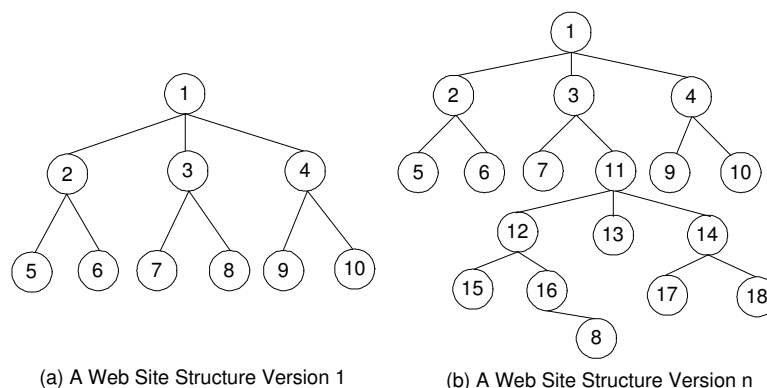 1
2 3 4
5 6 7 8 9 10
(a) A Web Site Structure Version 1
1
2 3 4
5 6 7 11 9 10
12 13 14
15 16 17 18
8
(b) A Web Site Structure Version n